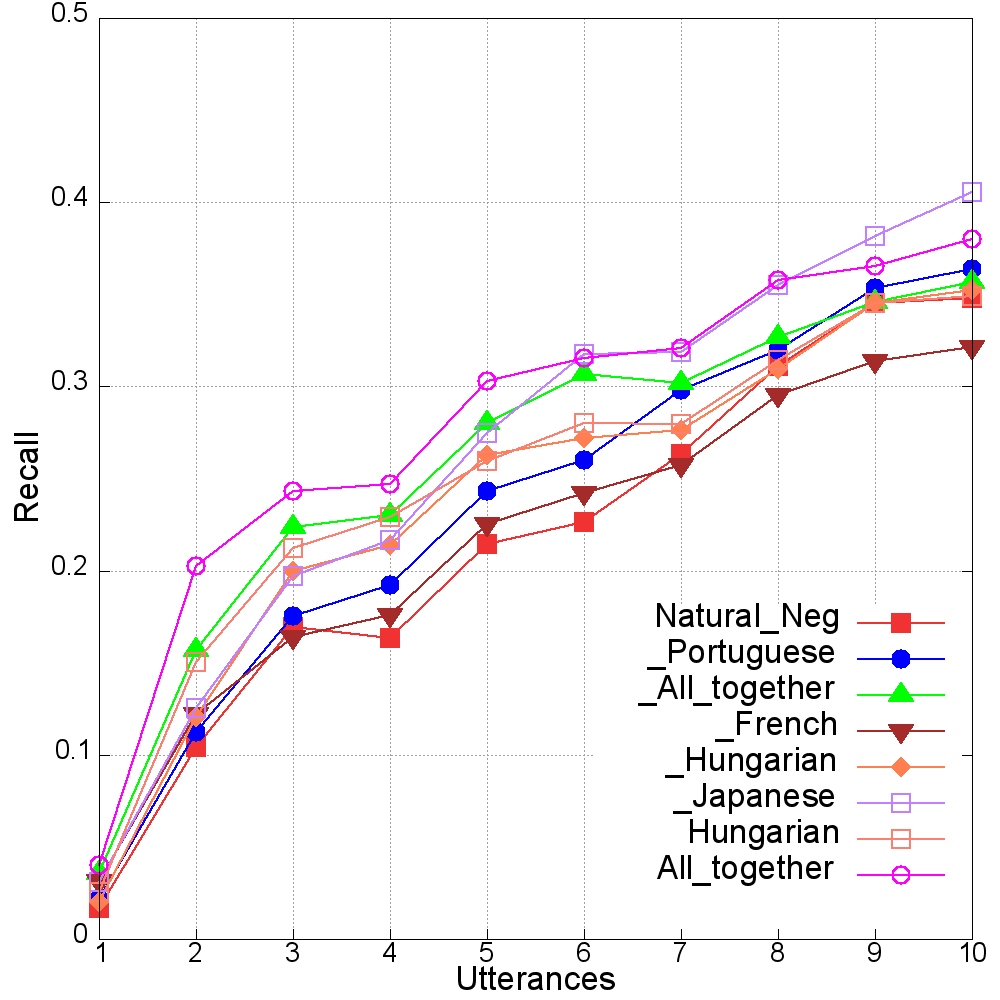 0.5
0.4
0.3
0.2
0.1
0
Recall
1 2 3 4 5 6 7 8 9 10
Utterances
Natural_Neg
_Portuguese
_All_together
_French
_Hungarian
_Japanese
Hungarian
All_together